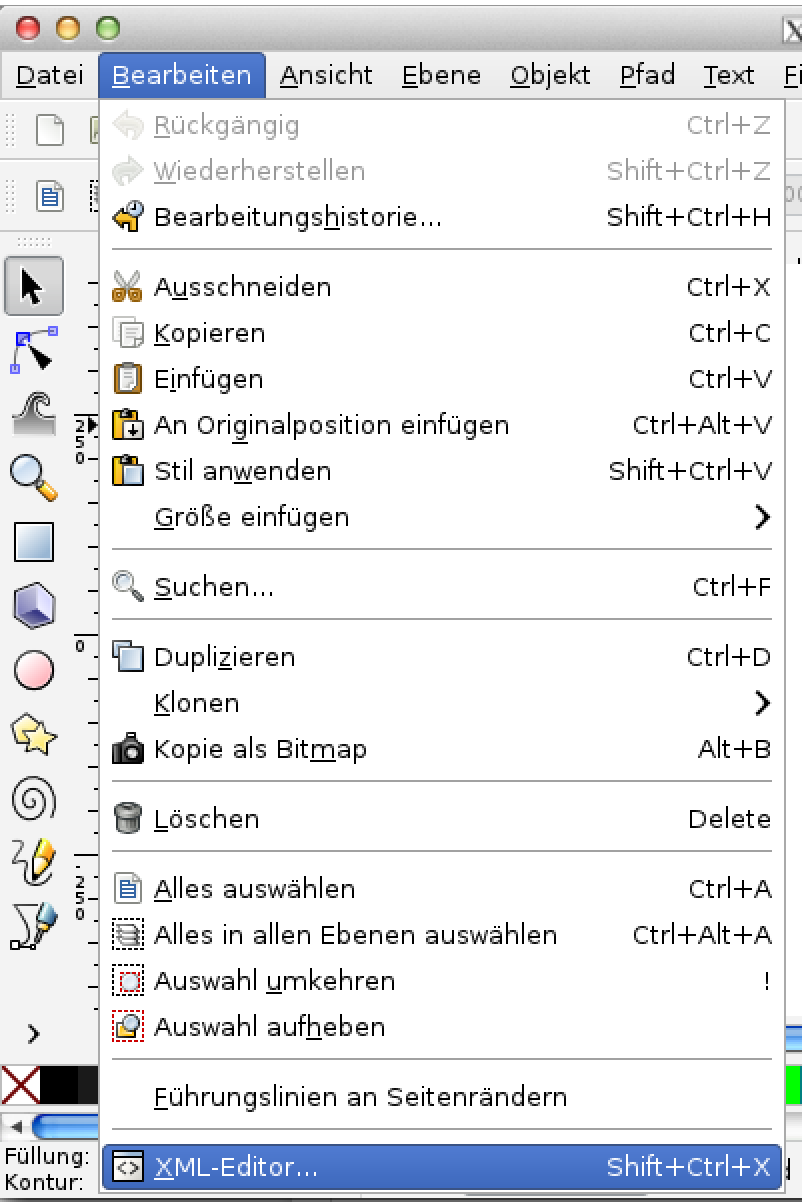 Datei Bearbeiten Ansicht Ebene Objekt Pfad Text
Rückgängig Ctrl+Z
Wiederherstellen Shift+Ctrl+Z
Bearbeitungshistorie... Shift+Ctrl+H
Ausschneiden Ctrl+X
Kopieren Ctrl+C
Einfügen Ctrl+V
An Originalposition einfügen Ctrl+Alt+V
Stil anwenden Shift+Ctrl+V
Größe einfügen
Suchen... Ctrl+F
Duplizieren Ctrl+D
Klonen
Kopie als Bitmap Alt+B
Löschen Delete
Alles auswählen Ctrl+A
Alles in allen Ebenen auswählen Ctrl+Alt+A
Auswahl umkehren !
Auswahl aufheben
Führungslinien an Seitenrändern
XML-Editor... Shift+Ctrl+X
250
0
-250
Füllung:
Kontur: